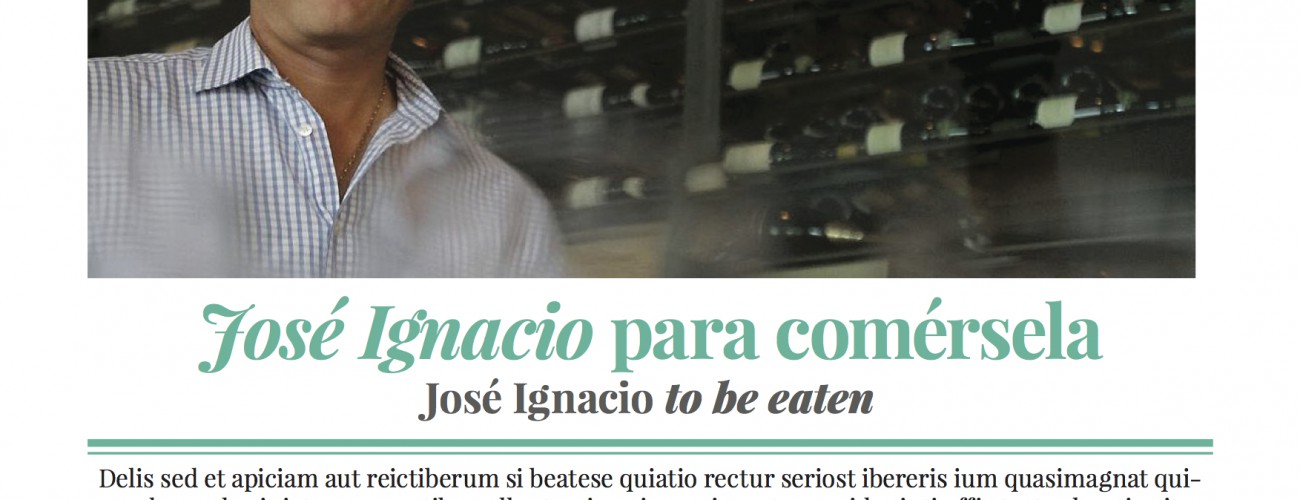 José Ignacio para comérsela
José Ignacio to be eaten
Delis sed et apiciam aut reictiberum si beatese quiatio rectur seriost ibereris ium quasimagnat qui-